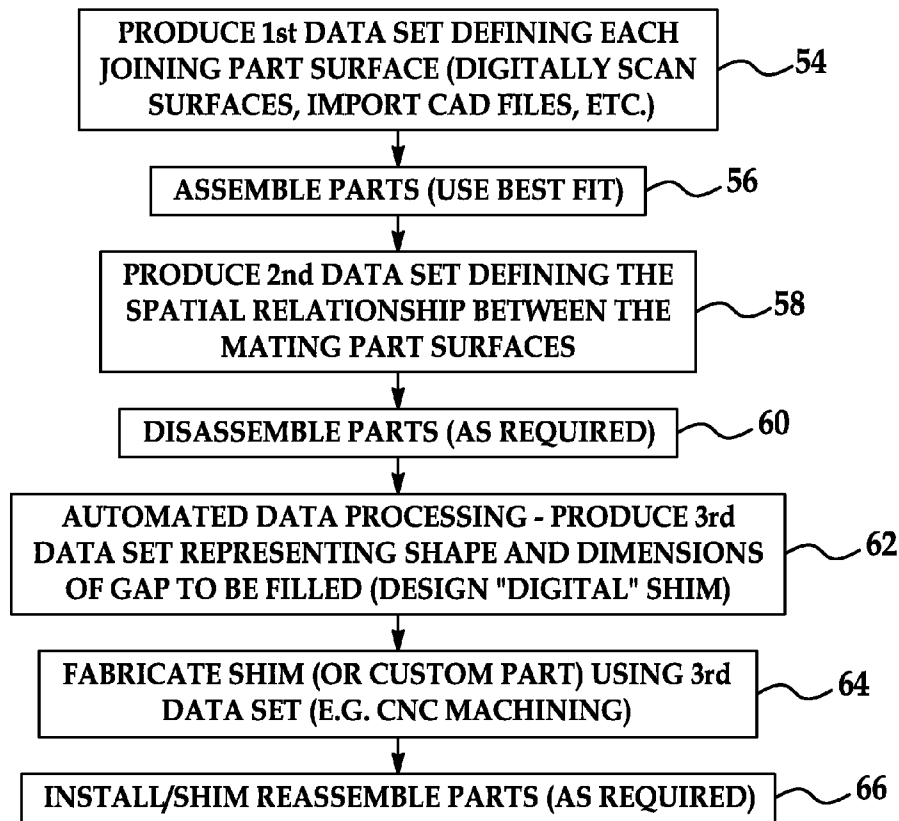 PRODUCE 1st DATA SET DEFINING EACH
JOINING PART SURFACE (DIGITALLY SCAN
SURFACES, IMPORT CAD FILES, ETC.)
54
ASSEMBLE PARTS (USE BEST FIT)
56
PRODUCE 2nd DATA SET DEFINING THE
SPATIAL RELATIONSHIP BETWEEN THE
MATING PART SURFACES
58
DISASSEMBLE PARTS (AS REQUIRED)
60
AUTOMATED DATA PROCESSING - PRODUCE 3rd
DATA SET REPRESENTING SHAPE AND DIMENSIONS
OF GAP TO BE FILLED (DESIGN "DIGITAL" SHIM)
62
FABRICATE SHIM (OR CUSTOM PART) USING 3rd
DATA SET (E.G. CNC MACHINING)
64
INSTALL/SHIM REASSEMBLE PARTS (AS REQUIRED)
66